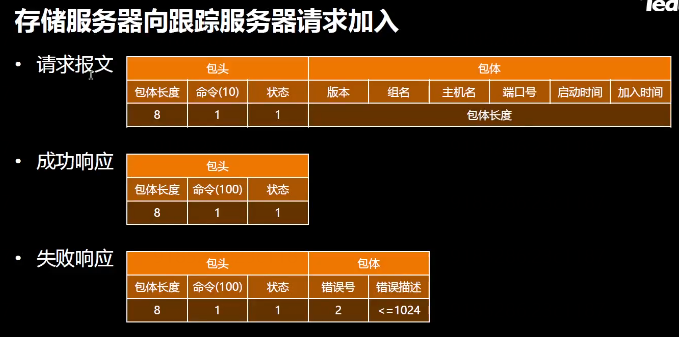 存储服务器向跟踪服务器请求加入
• 请求报文
包头 包体
包体长度 命令(10) 状态 版本 组名 主机名 端口号 启动时间 加入时间
8 1 1 包体长度
• 成功响应
包头
包体长度 命令(100) 状态
8 1 1
• 失败响应
包头 包体
包体长度 命令(100) 状态 错误号 错误描述
8 1 1 2 <=1024